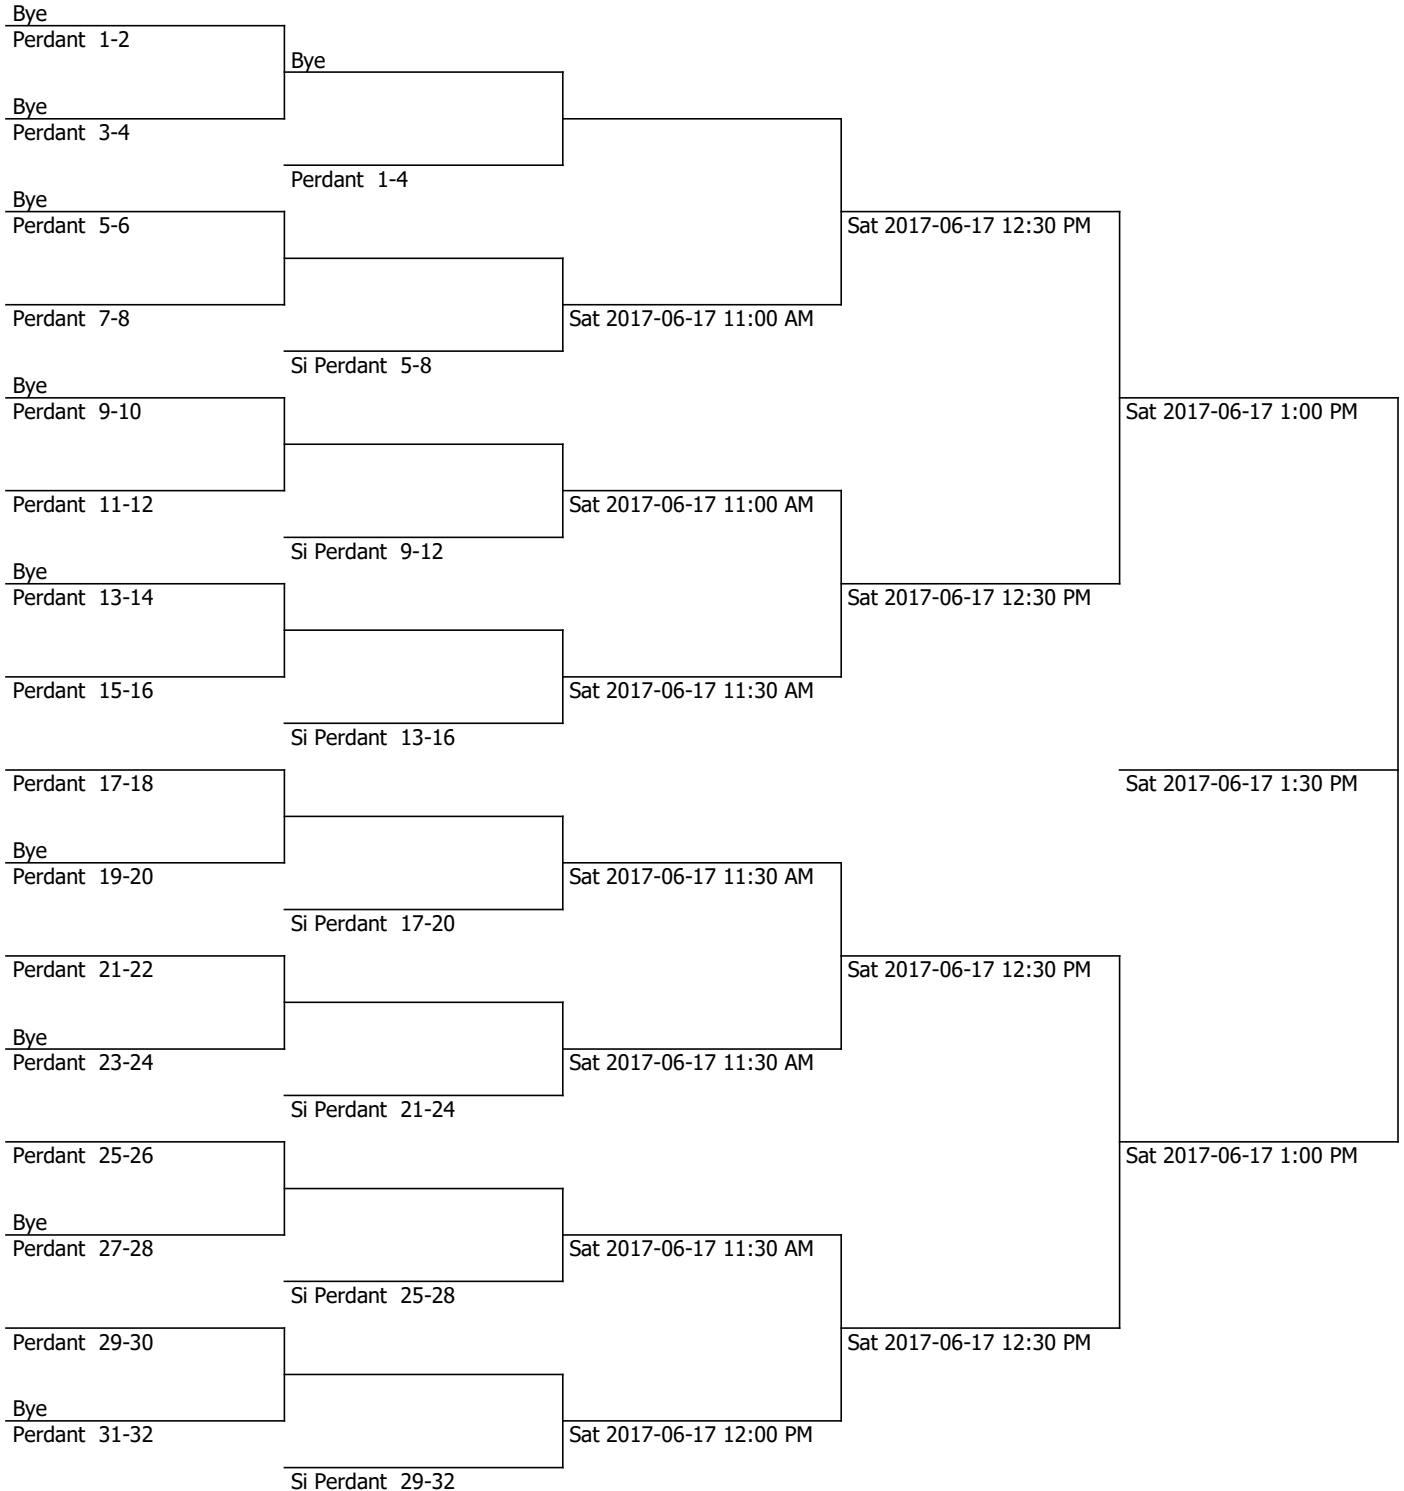 Bye
Perdant 1-2
Bye
Bye
Perdant 3-4
Perdant 1-4
Bye
Perdant 5-6
Sat 2017-06-17 12:30 PM
Perdant 7-8
Sat 2017-06-17 11:00 AM
Si Perdant 5-8
Bye
Perdant 9-10
Sat 2017-06-17 1:00 PM
Perdant 11-12
Sat 2017-06-17 11:00 AM
Si Perdant 9-12
Bye
Perdant 13-14
Sat 2017-06-17 12:30 PM
Perdant 15-16
Sat 2017-06-17 11:30 AM
Si Perdant 13-16
Perdant 17-18
Sat 2017-06-17 1:30 PM
Bye
Perdant 19-20
Sat 2017-06-17 11:30 AM
Si Perdant 17-20
Perdant 21-22
Sat 2017-06-17 12:30 PM
Bye
Perdant 23-24
Sat 2017-06-17 11:30 AM
Si Perdant 21-24
Perdant 25-26
Sat 2017-06-17 1:00 PM
Bye
Perdant 27-28
Sat 2017-06-17 11:30 AM
Si Perdant 25-28
Perdant 29-30
Sat 2017-06-17 12:30 PM
Bye
Perdant 31-32
Sat 2017-06-17 12:00 PM
Si Perdant 29-32